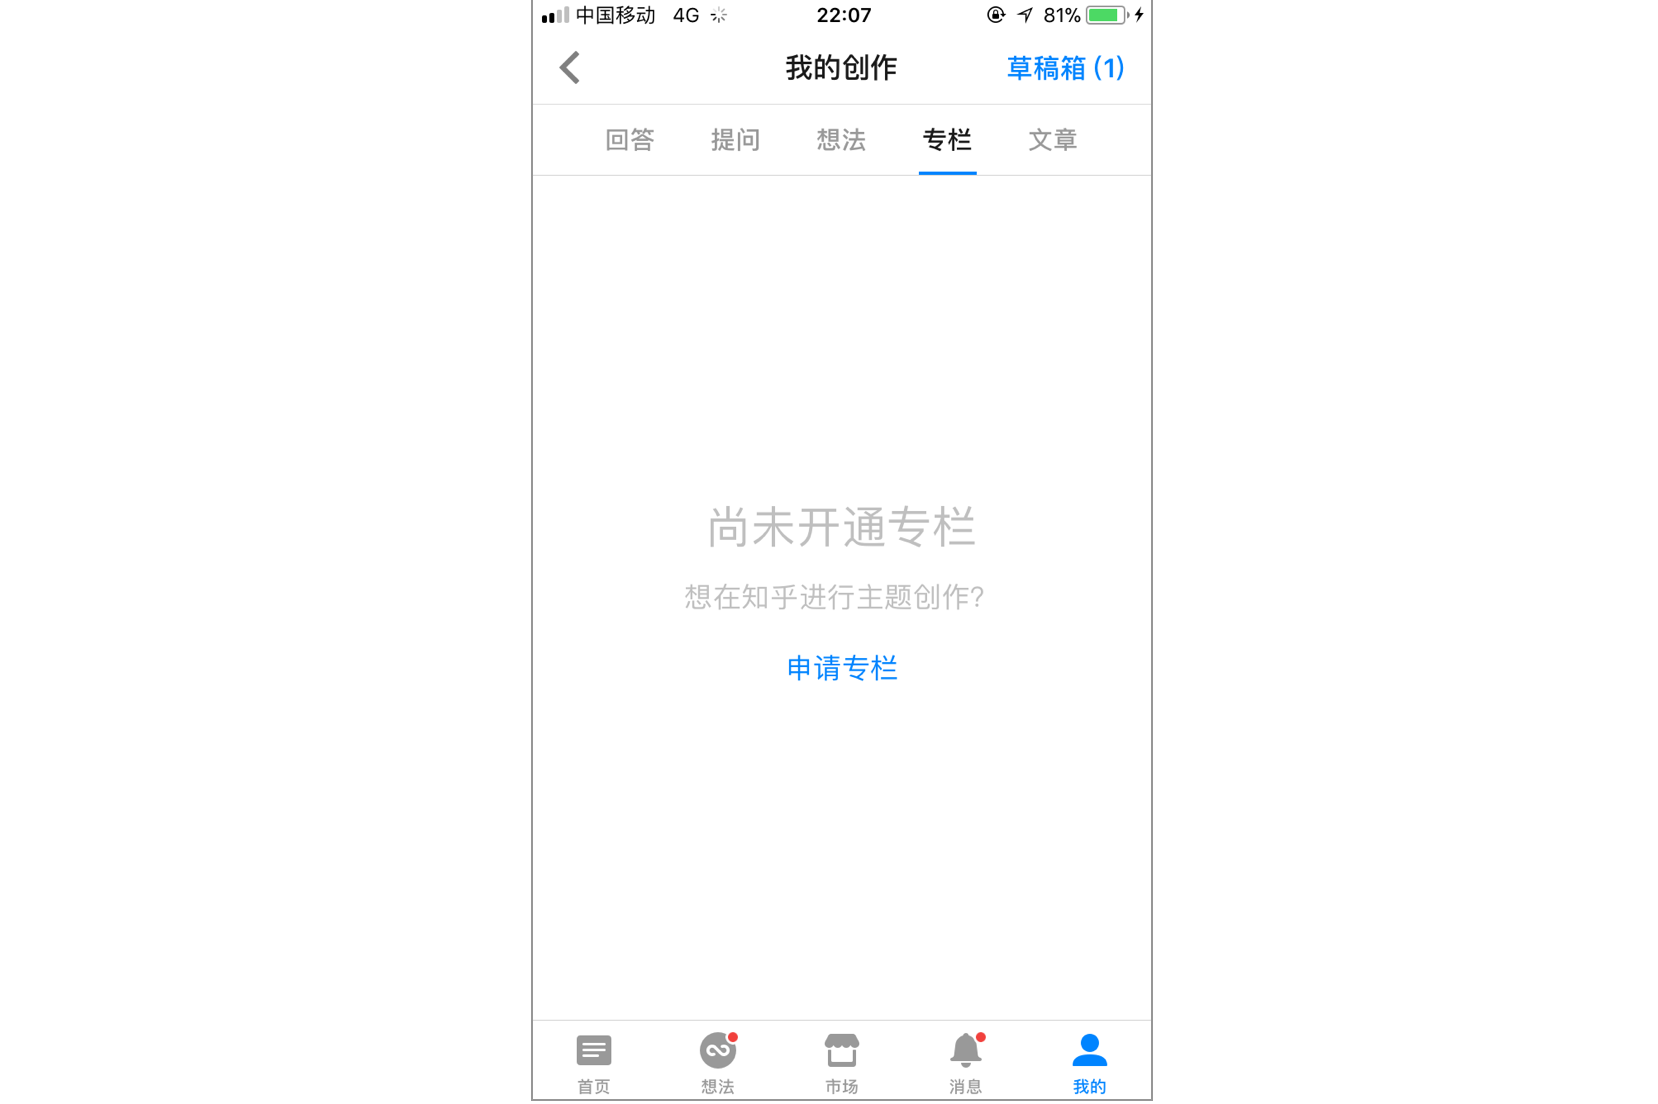 中国移动 4G 22:07 81%
我的创作 草稿箱 (1)
回答 提问 想法 专栏 文章
尚未开通专栏
想在知乎进行主题创作?
申请专栏
首页 想法 市场 消息 我的